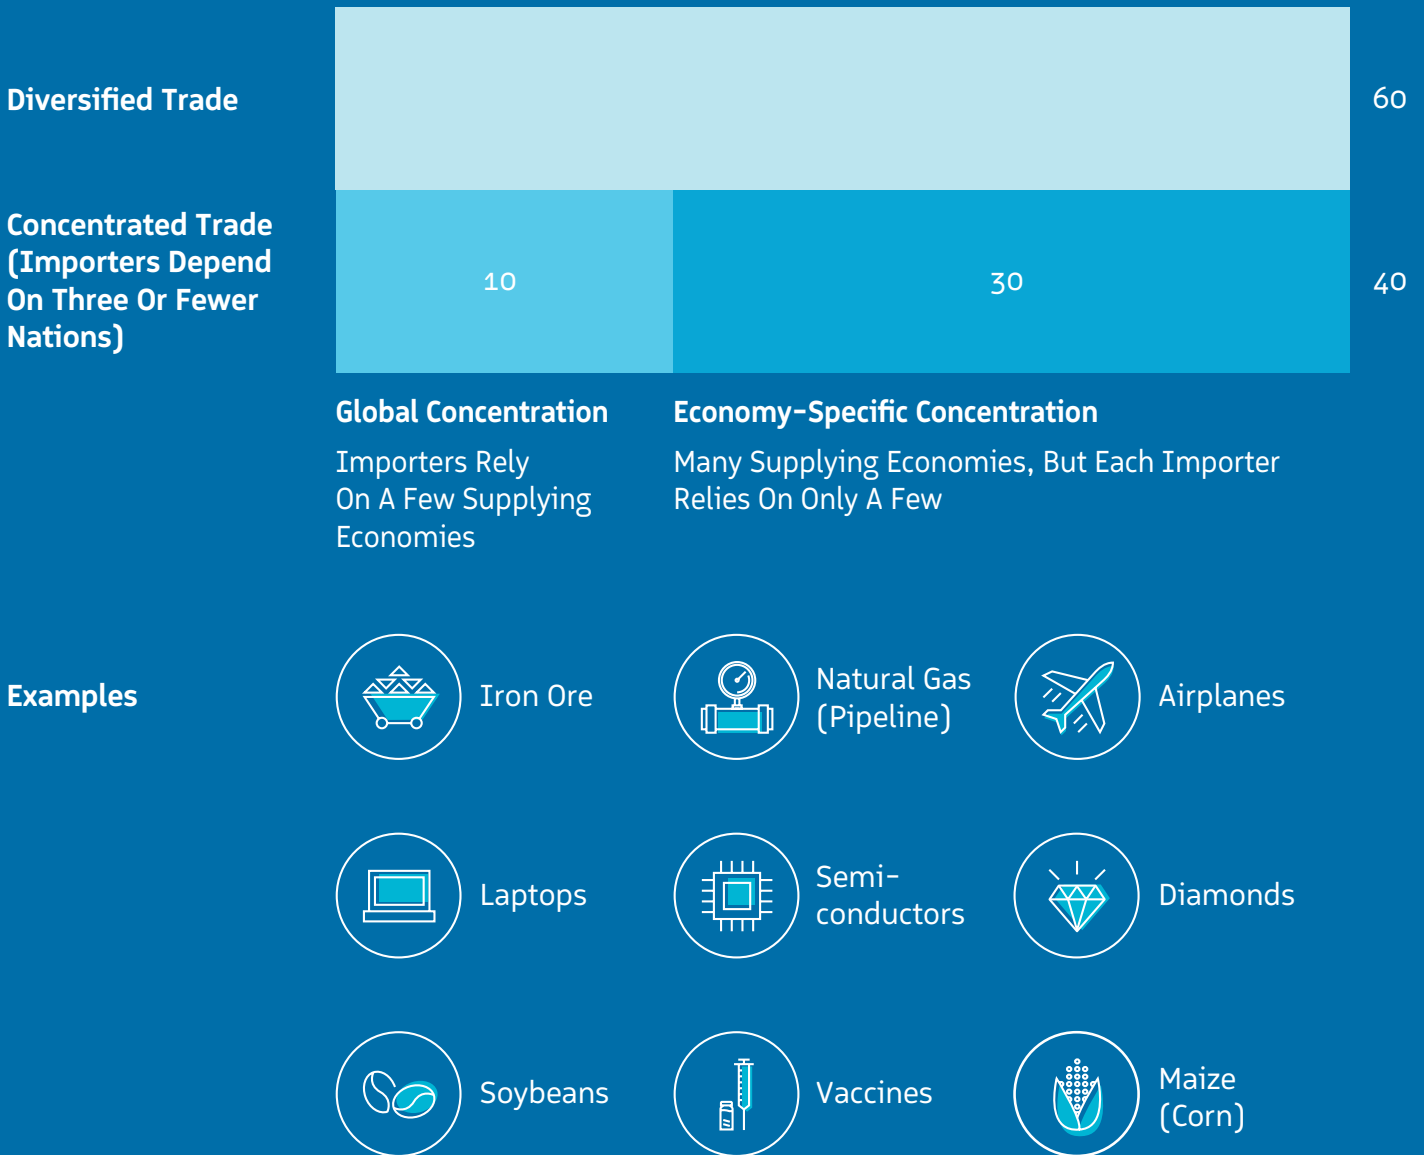 Diversified Trade
60
Concentrated Trade
(Importers Depend
On Three Or Fewer
Nations)
10
30
40
Global Concentration
Importers Rely
On A Few Supplying
Economies
Economy-Specific Concentration
Many Supplying Economies, But Each Importer
Relies On Only A Few
Examples
Iron Ore
Natural Gas
(Pipeline)
Airplanes
Laptops
Semi-
conductors
Diamonds
Soybeans
Vaccines
Maize
(Corn)